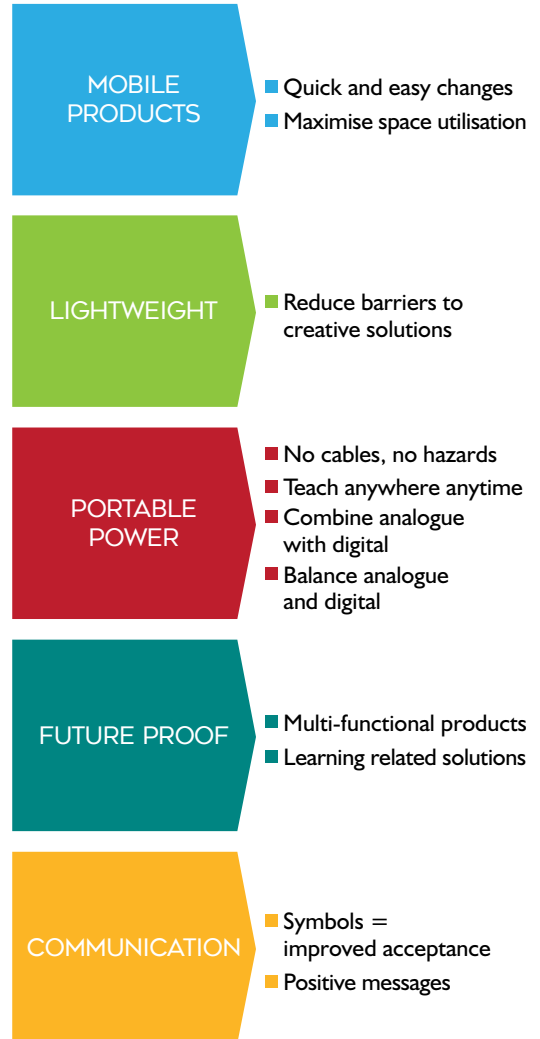 MOBILE
PRODUCTS
Quick and easy changes
Maximise space utilisation
LIGHTWEIGHT
Reduce barriers to
creative solutions
PORTABLE
POWER
No cables, no hazards
Teach anywhere anytime
Combine analogue
with digital
Balance analogue
and digital
FUTURE PROOF
Multi-functional products
Learning related solutions
COMMUNICATION
Symbols =
improved acceptance
Positive messages